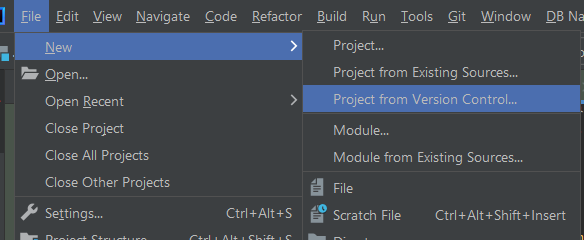 File Edit View Navigate Code Refactor Build Run Tools Git Window DB Na
New
Open...
Open Recent
Close Project
Close All Projects
Close Other Projects
Settings... Ctrl+Alt+S
Project Structure...
Project...
Project from Existing Sources...
Project from Version Control...
Module...
Module from Existing Sources...
File
Scratch File Ctrl+Alt+Shift+Insert